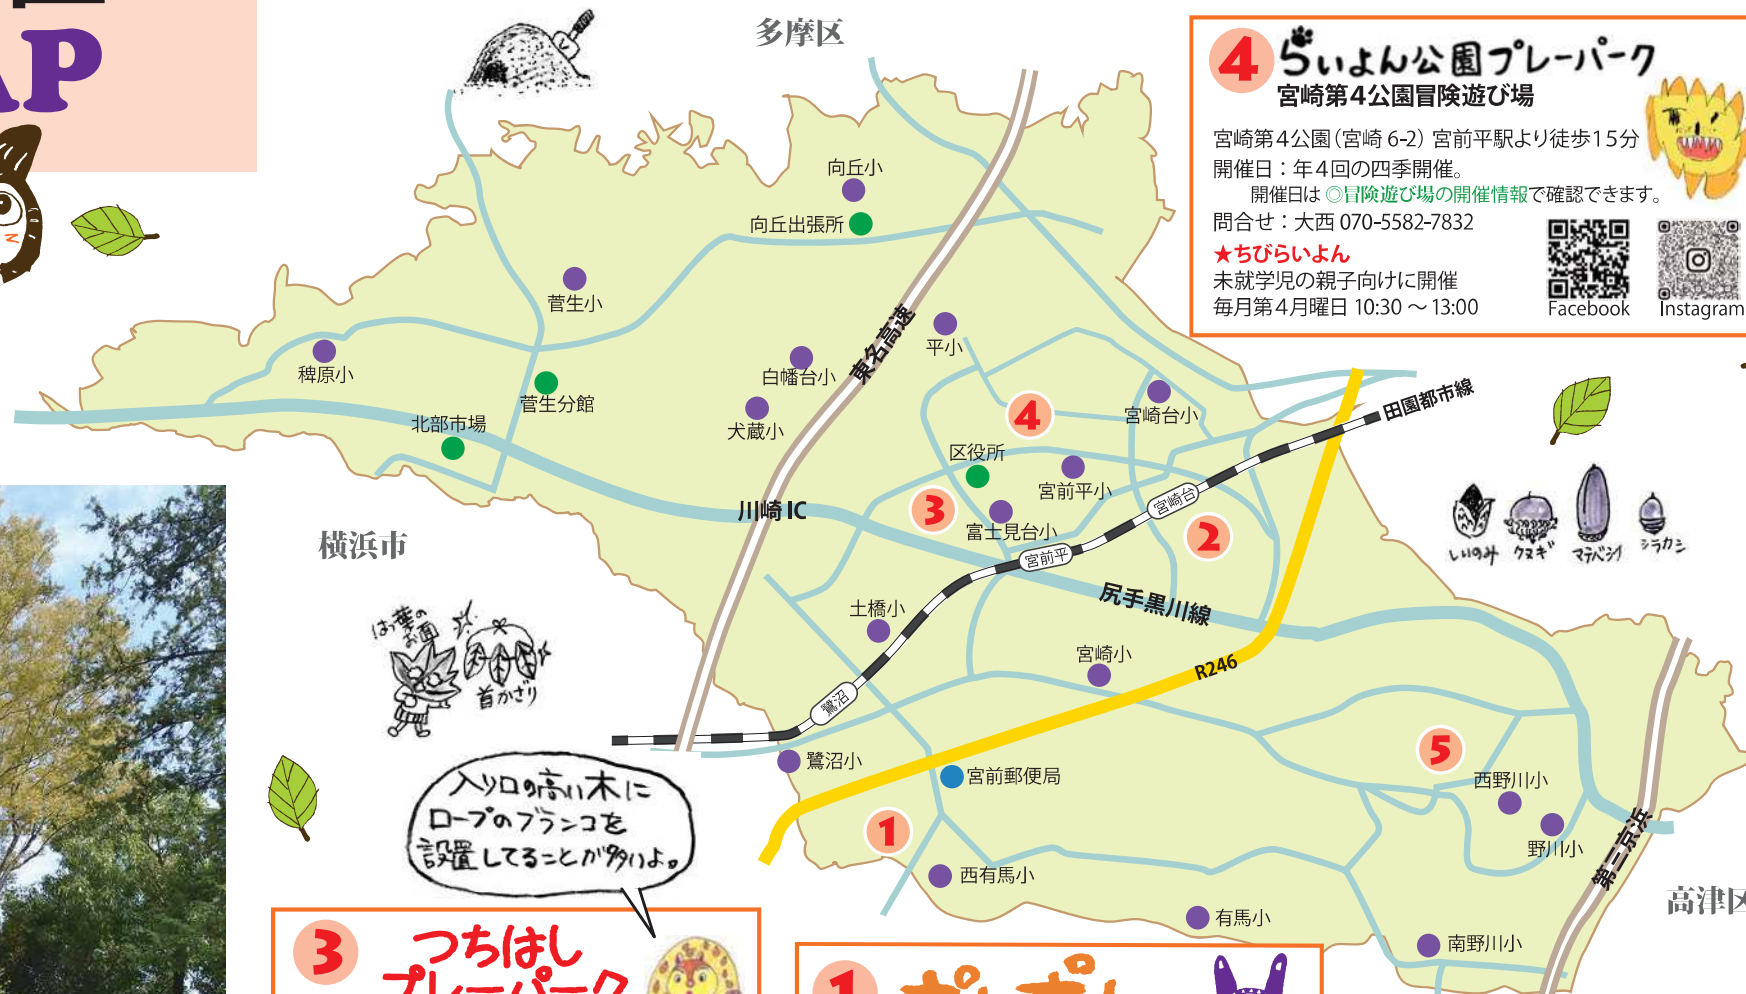 AP
多摩区
4 らいよん公園プレーパーク
宮崎第4公園冒険遊び場
宮崎第4公園(宮崎 6-2) 宮前平駅より徒歩15分
開催日：年4回の四季開催。
開催日は ◎冒険遊び場の開催情報で確認できます。
問合せ：大西 070-5582-7832
★ちびらいよん
未就学児の親子向けに開催
毎月第4月曜日 10:30 ～ 13:00
Facebook
Instagram
向丘小
向丘出張所
菅生小
稗原小
菅生分館
北部市場
白幡台小
犬蔵小
東名高速
平小
4
宮崎台小
田園都市線
区役所
宮前平小
3
富士見台小
宮崎台
2
川崎 IC
宮前平
尻手黒川線
横浜市
しいのみ
クヌギ
マテバシイ
シラカシ
はっ葉の
お面
首かざり
土橋小
宮崎小
R246
鷺沼
鷺沼小
宮前郵便局
5
西野川小
野川小
第三京浜
1
西有馬小
有馬小
南野川小
高津区
入り口の高い木に
ロープのブランコを
設置してることが多いよ。
3 つちはし
プレーパーク
1